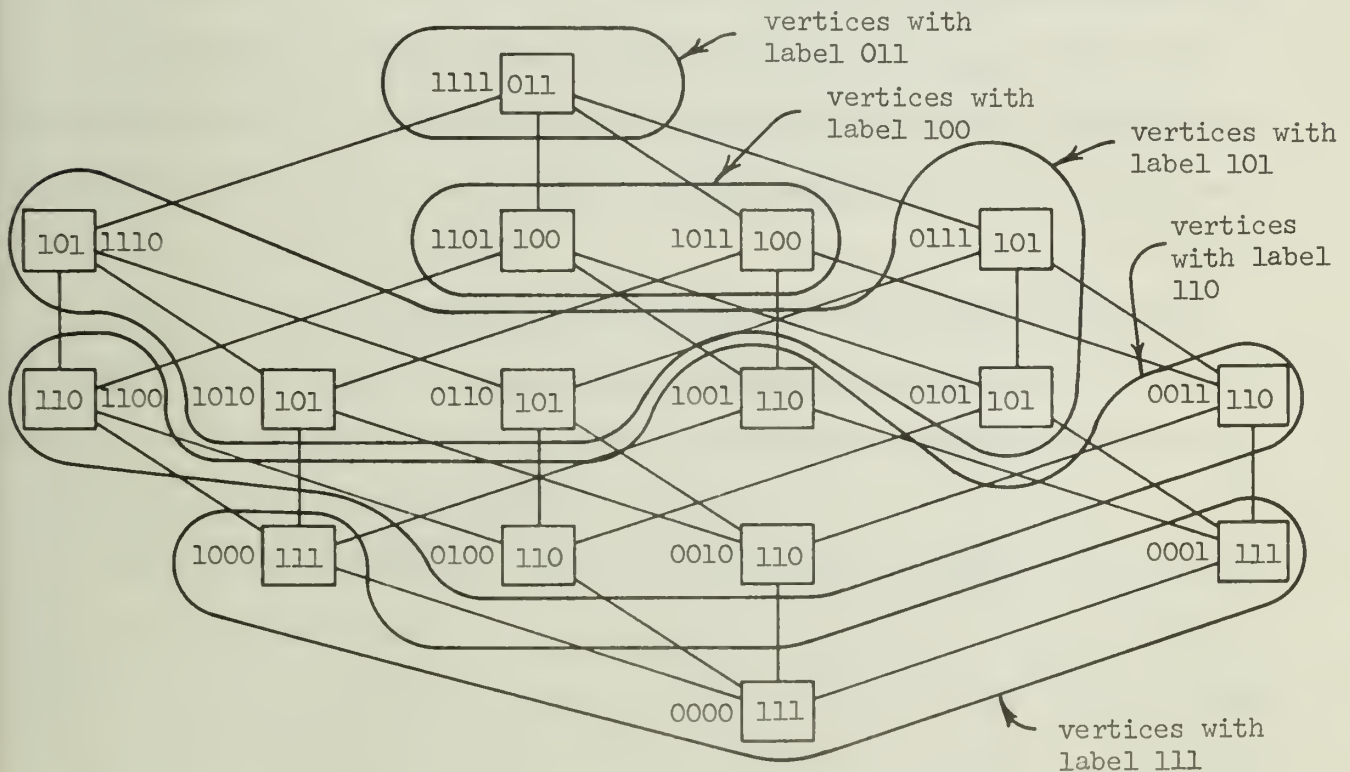 vertices with
label 011
1111 011
vertices with
label 100
vertices with
label 101
101 1110
1101 100
1011 100
0111 101
vertices
with label
110
110 1100
1010 101
0110 101
1001 110
0101 101
0011 110
1000 111
0100 110
0010 110
0001 111
0000 111
vertices with
label 111